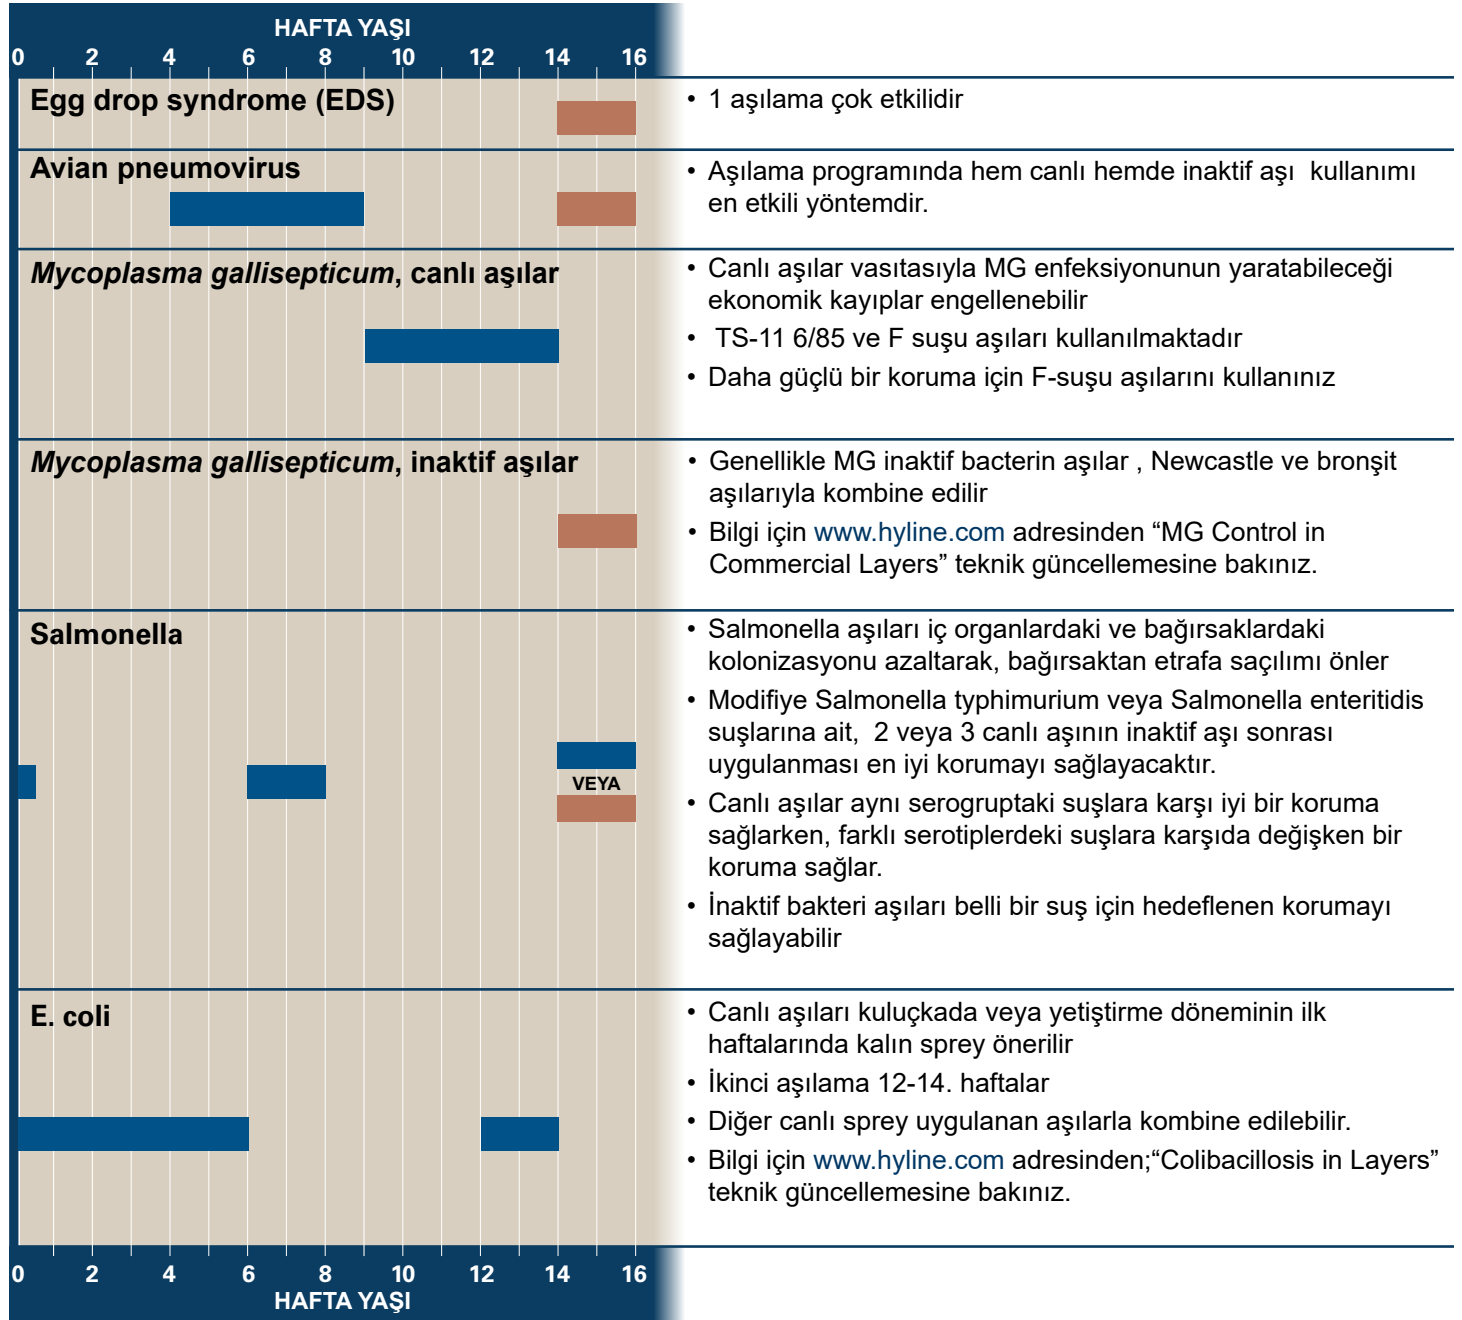 HAFTA YAŞI
0 2 4 6 8 10 12 14 16
Egg drop syndrome (EDS)
• 1 aşılama çok etkilidir
Avian pneumovirus
• Aşılama programında hem canlı hemde inaktif aşı kullanımı
en etkili yöntemdir.
Mycoplasma gallisepticum, canlı aşılar
• Canlı aşılar vasıtasıyla MG enfeksiyonunun yaratabileceği
ekonomik kayıplar engellenebilir
• TS-11 6/85 ve F suşu aşıları kullanılmaktadır
• Daha güçlü bir koruma için F-suşu aşılarını kullanınız
Mycoplasma gallisepticum, inaktif aşılar
• Genellikle MG inaktif bacterin aşılar , Newcastle ve bronşit
aşılarıyla kombine edilir
• Bilgi için www.hyline.com adresinden “MG Control in
Commercial Layers” teknik güncellemesine bakınız.
Salmonella
VEYA
• Salmonella aşıları iç organlardaki ve bağırsaklardaki
kolonizasyonu azaltarak, bağırsaktan etrafa saçılımı önler
• Modifiye Salmonella typhimurium veya Salmonella enteritidis
suşlarına ait, 2 veya 3 canlı aşının inaktif aşı sonrası
uygulanması en iyi korumayı sağlayacaktır.
• Canlı aşılar aynı serogruptaki suşlara karşı iyi bir koruma
sağlarken, farklı serotiplerdeki suşlara karşıda değişken bir
koruma sağlar.
• İnaktif bakteri aşıları belli bir suş için hedeflenen korumayı
sağlayabilir
E. coli
• Canlı aşıları kuluçkada veya yetiştirme döneminin ilk
haftalarında kalın sprey önerilir
• İkinci aşılama 12-14. haftalar
• Diğer canlı sprey uygulanan aşılarla kombine edilebilir.
• Bilgi için www.hyline.com adresinden;“Colibacillosis in Layers”
teknik güncellemesine bakınız.
0 2 4 6 8 10 12 14 16
HAFTA YAŞI